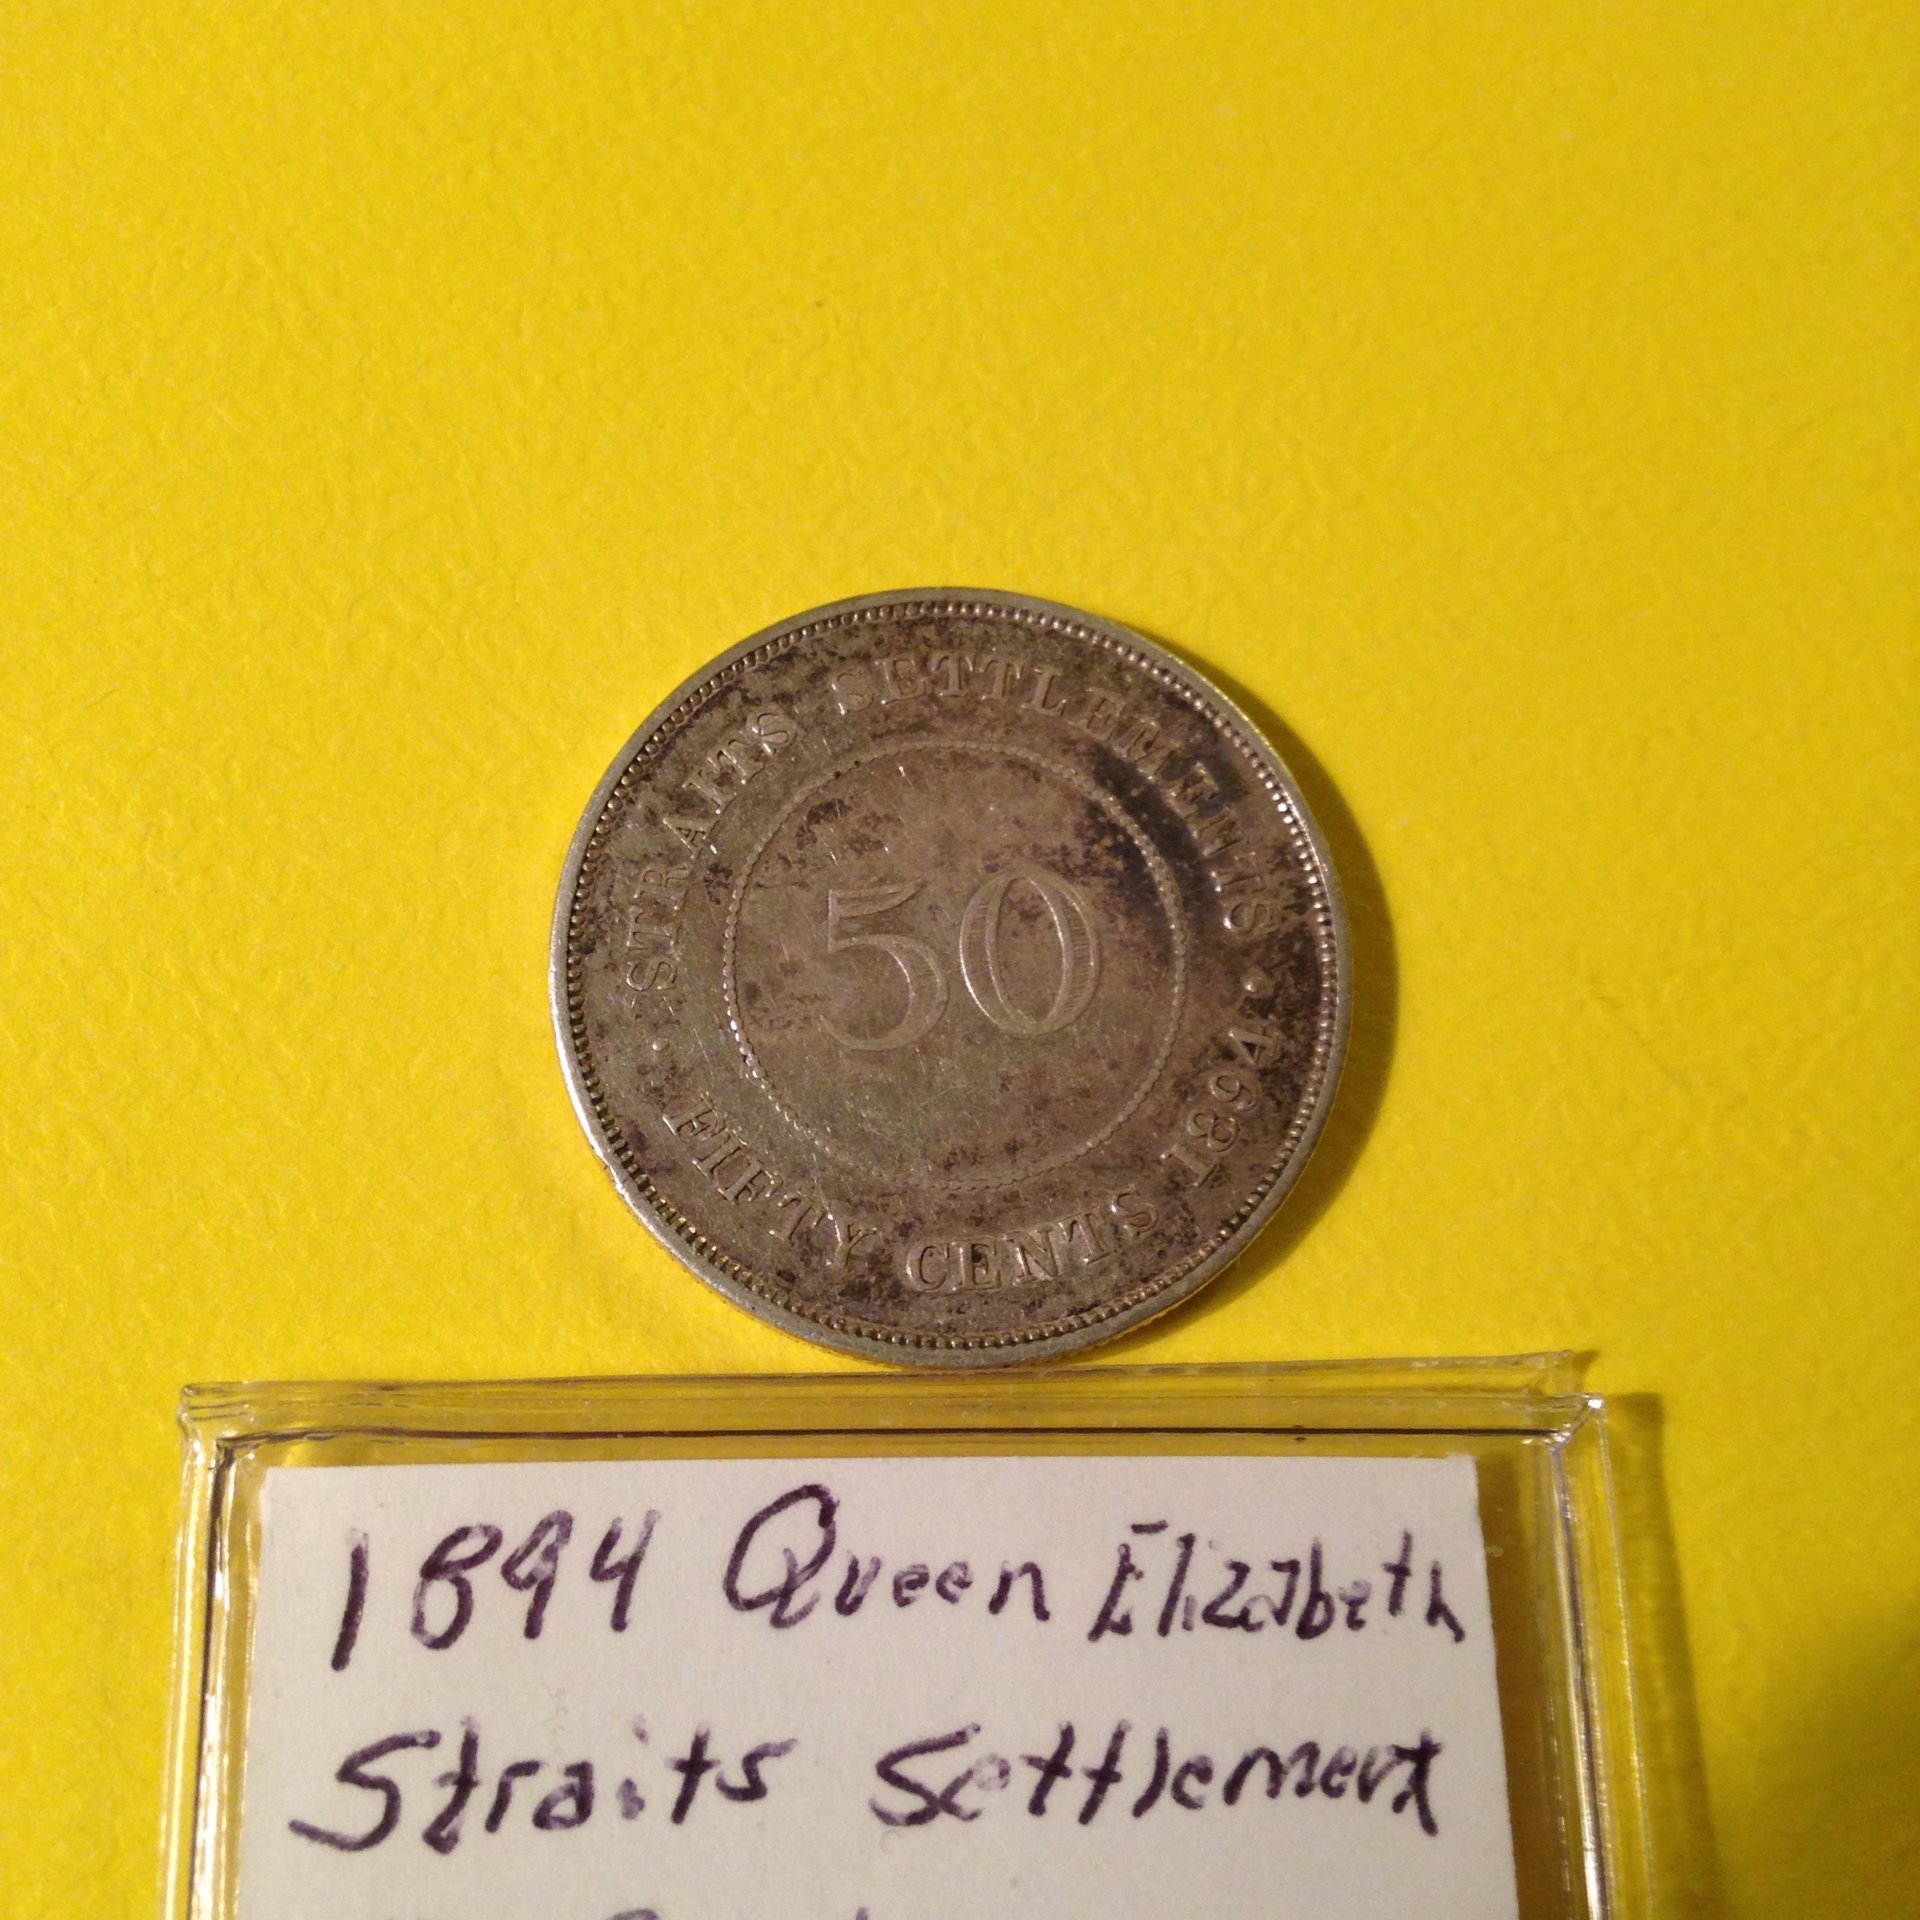 STRAITS SETTLEMENTS
50
FIFTY CENTS 1894
1894 Queen Elizabeth
Straits Settlement